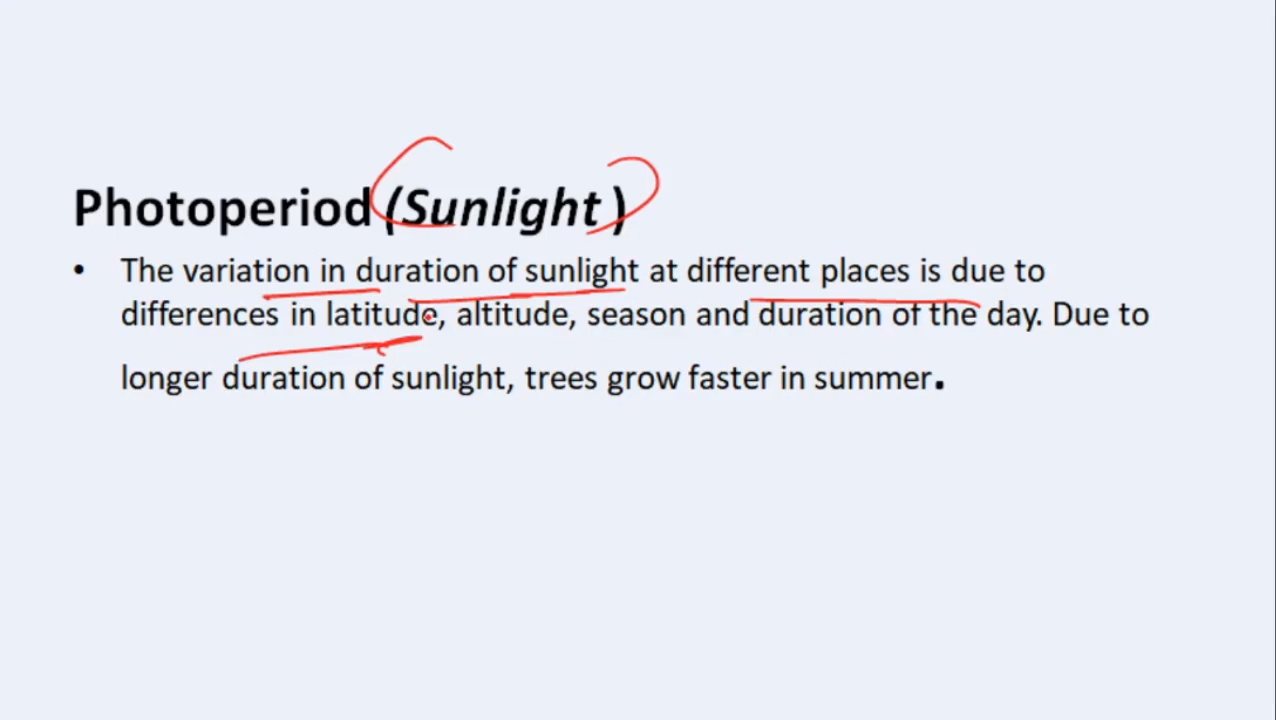 Photoperiod (Sunlight )
• The variation in duration of sunlight at different places is due to
differences in latitude, altitude, season and duration of the day. Due to
longer duration of sunlight, trees grow faster in summer.